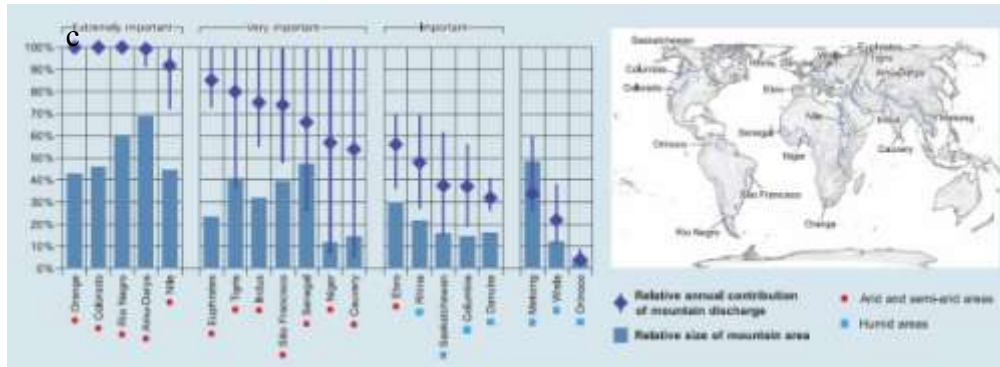 Extremely important
Very important
Important
c
100%
90%
80%
70%
60%
50%
40%
30%
20%
10%
0%
Orange
Colorado
Rio Negro
Amu-Darya
Nile
Euphrates
Tigris
Indus
São Francisco
Senegal
Niger
Cauvery
Ebro
Rhine
Saskatchewan
Columbia
Danube
Mekong
Wisla
Orinoco
Saskatchewan
Columbia
Colorado
Orinoco
Rio Negro
São Francisco
Rhine
Danube
Wisla
Ebro
Senegal
Niger
Nile
Orange
Euphrates
Tigris
Amu-Darya
Indus
Cauvery
Mekong
Relative annual contribution
of mountain discharge
Relative size of mountain area
Arid and semi-arid areas
Humid areas